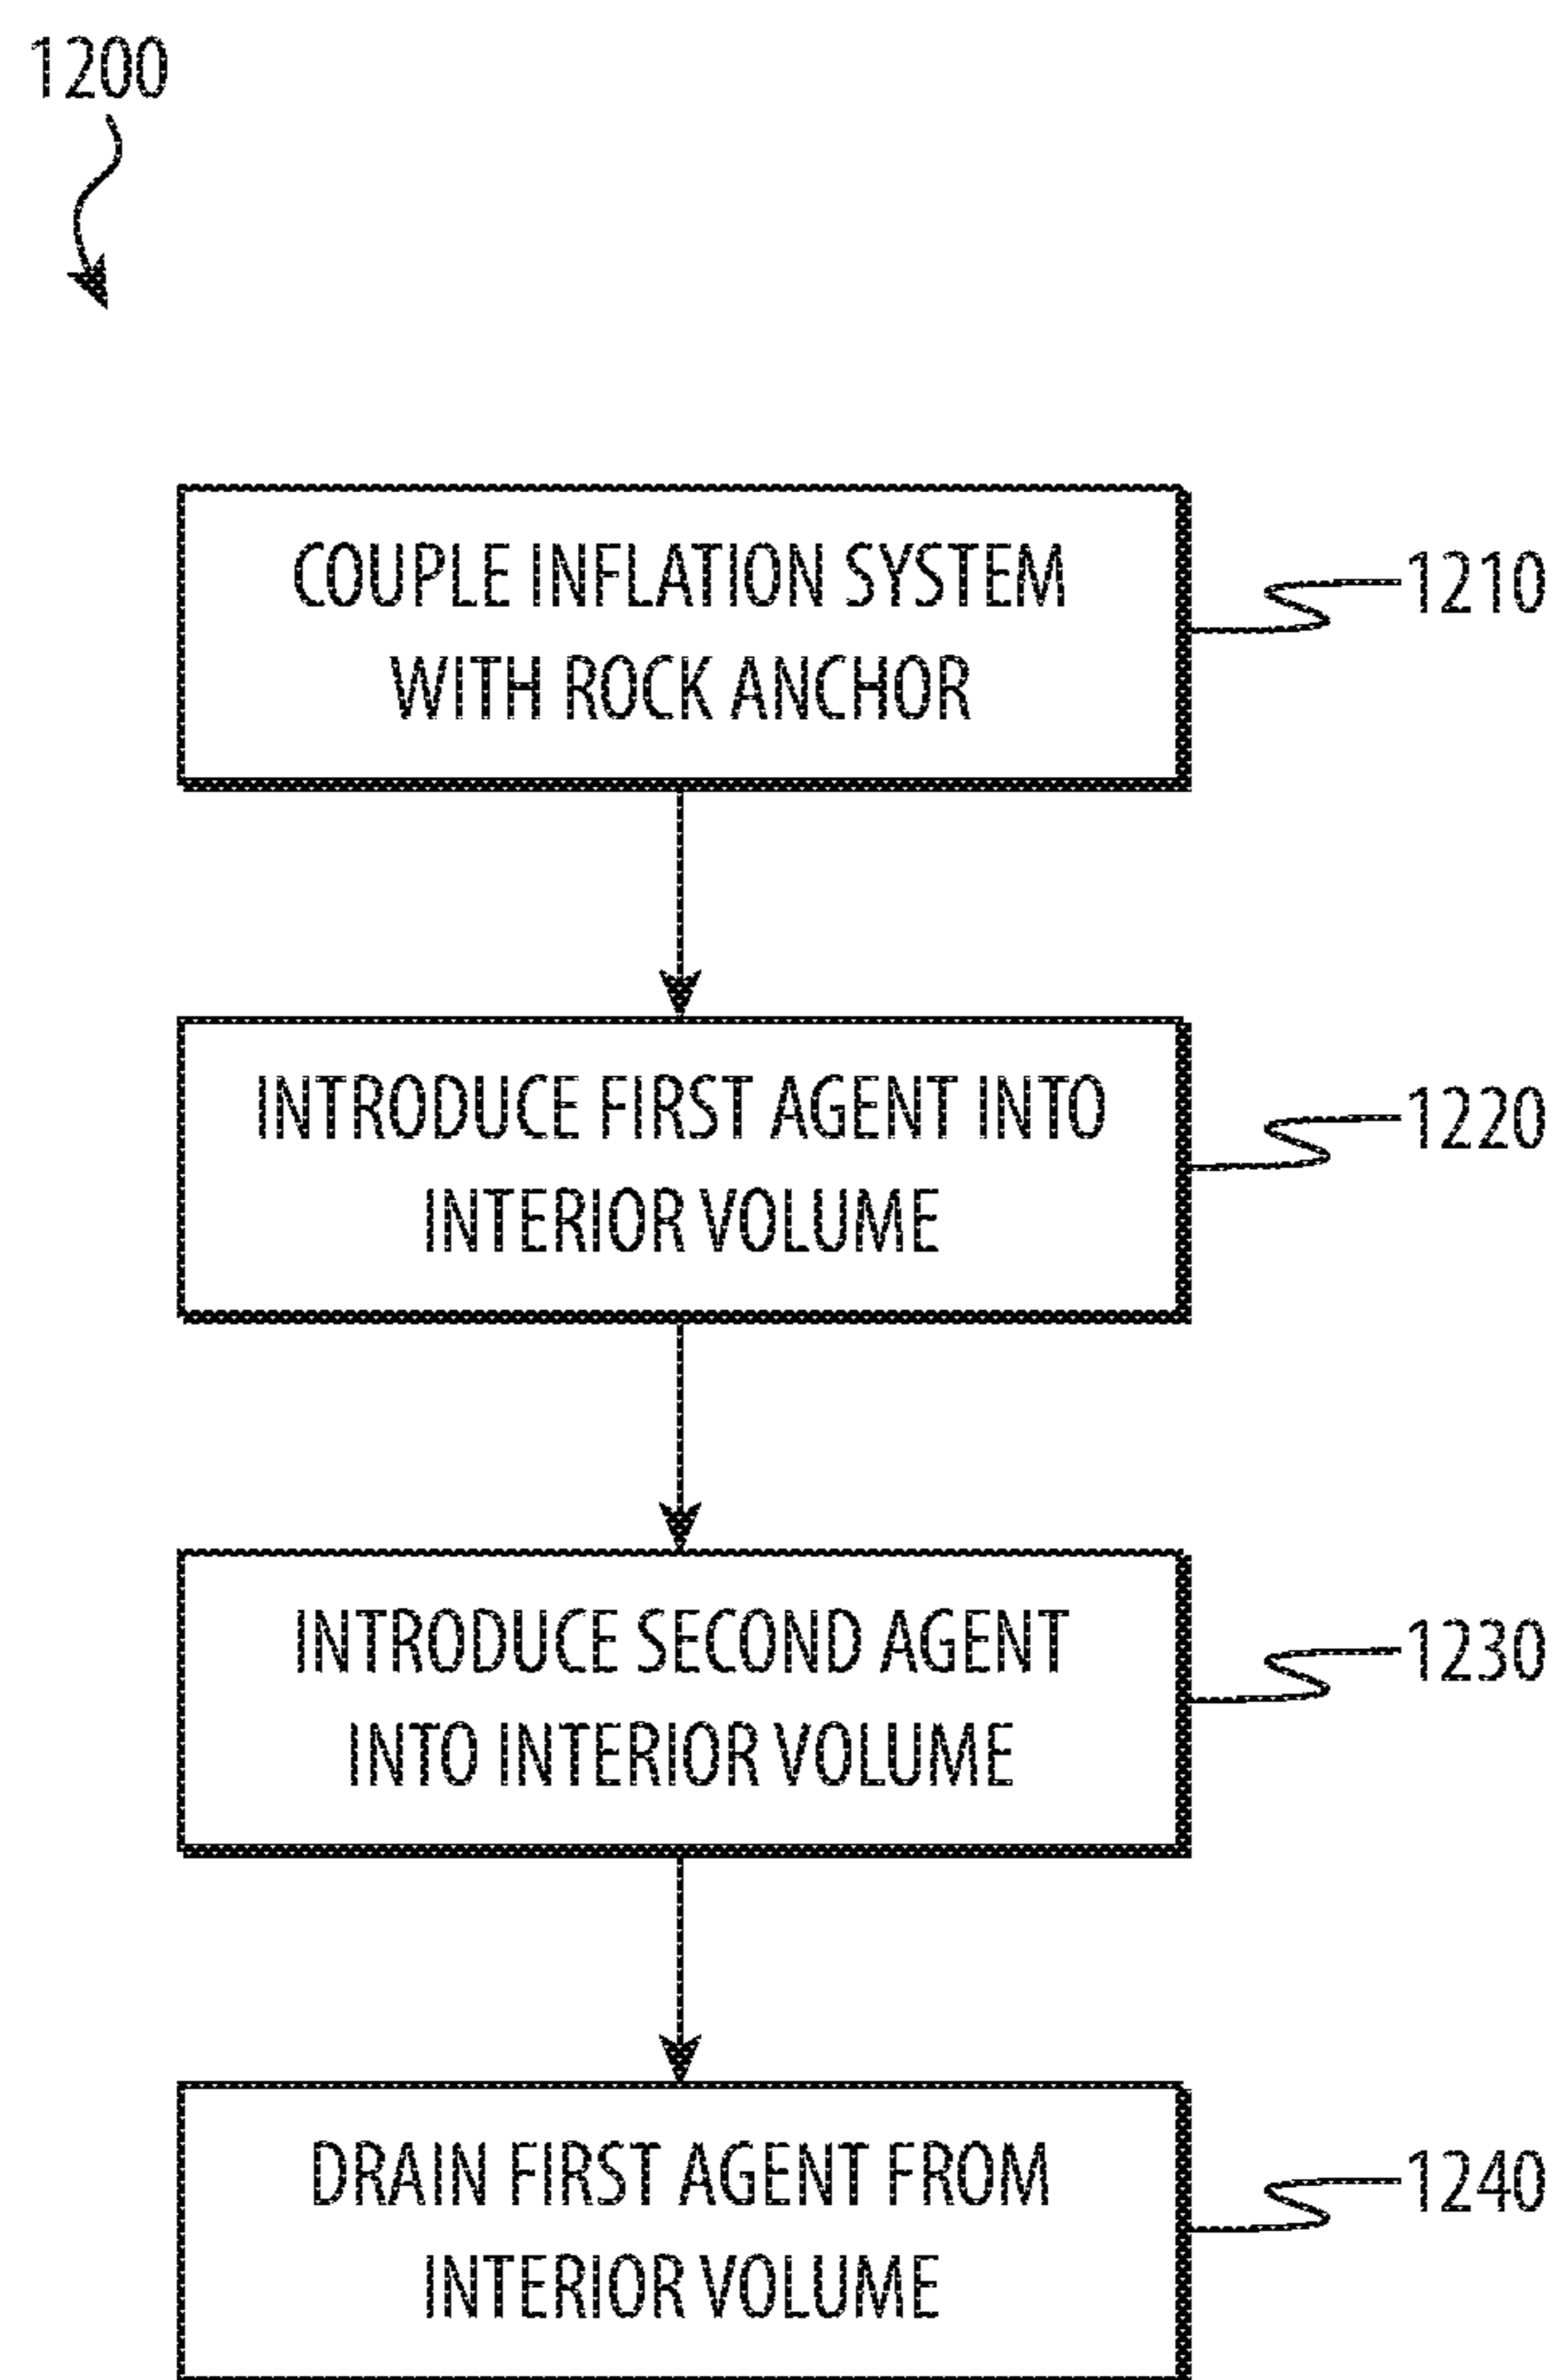 1200
COUPLE INFLATION SYSTEM
WITH ROCK ANCHOR
1210
INTRODUCE FIRST AGENT INTO
INTERIOR VOLUME
1220
INTRODUCE SECOND AGENT
INTO INTERIOR VOLUME
1230
DRAIN FIRST AGENT FROM
INTERIOR VOLUME
1240